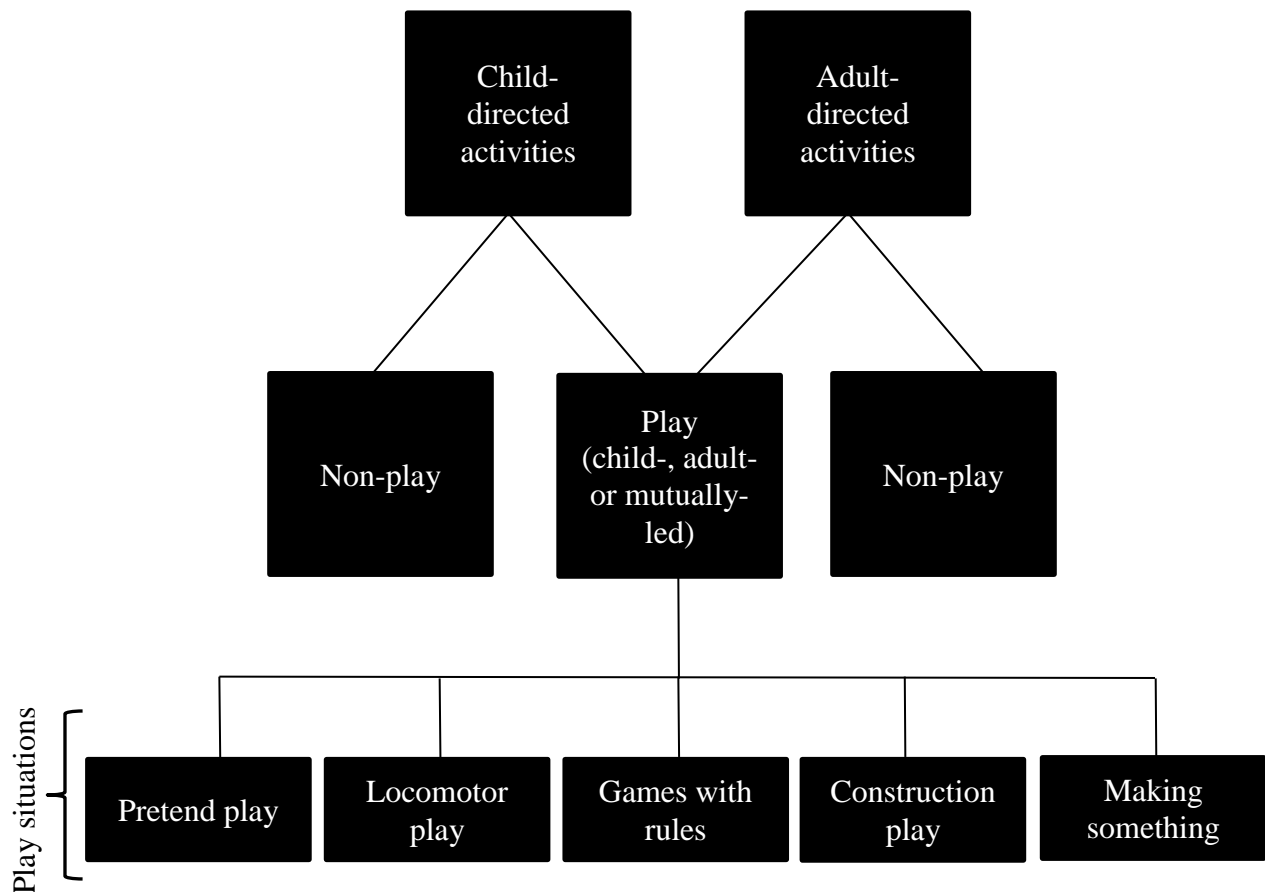 Child-
directed
activities
Adult-
directed
activities
Non-play
Play
(child-, adult-
or mutually-
led)
Non-play
Play situations
Pretend play
Locomotor
play
Games with
rules
Construction
play
Making
something